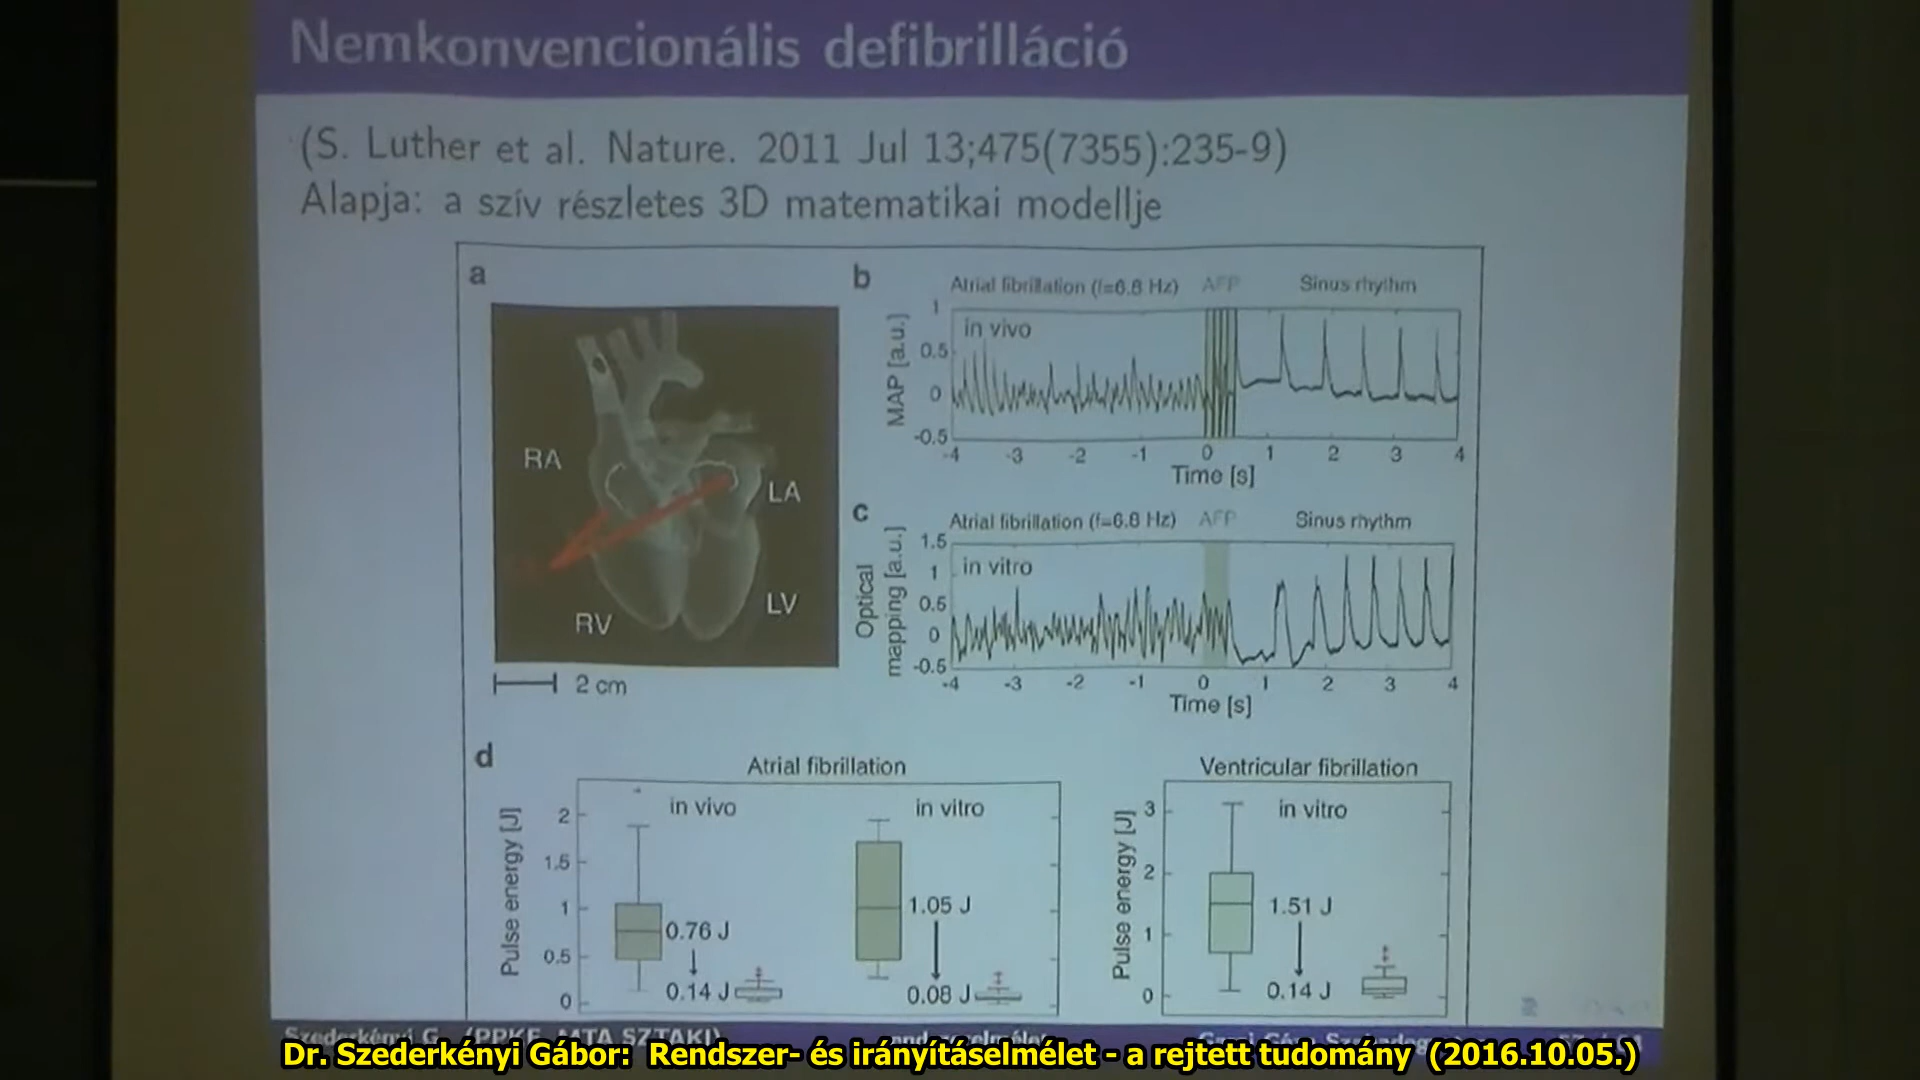 Nemkonvencionális defibrilláció
(S. Luther et al. Nature. 2011 Jul 13;475(7355):235-9)
Alapja: a szív részletes 3D matematikai modellje
a
RA
LA
RV
LV
2 cm
b
Atrial fibrillation (f=6.8 Hz) AFP Sinus rhythm
in vivo
MAP [a.u.]
1
0.5
0
-0.5
-4 -3 -2 -1 0 1 2 3 4
Time [s]
c
Atrial fibrillation (f=6.8 Hz) AFP Sinus rhythm
in vitro
Optical
mapping [a.u.]
1.5
1
0.5
0
-0.5
-4 -3 -2 -1 0 1 2 3 4
Time [s]
d
Atrial fibrillation
Pulse energy [J]
2
1.5
1
0.5
0
in vivo
0.76 J
0.14 J
in vitro
1.05 J
0.08 J
Ventricular fibrillation
Pulse energy [J]
3
2
1
0
in vitro
1.51 J
0.14 J
Szederkényi G. (PPKE, MTA SZTAKI)
Dr. Szederkényi Gábor: Rendszer- és irányításelmélet - a rejtett tudomány (2016.10.05.)